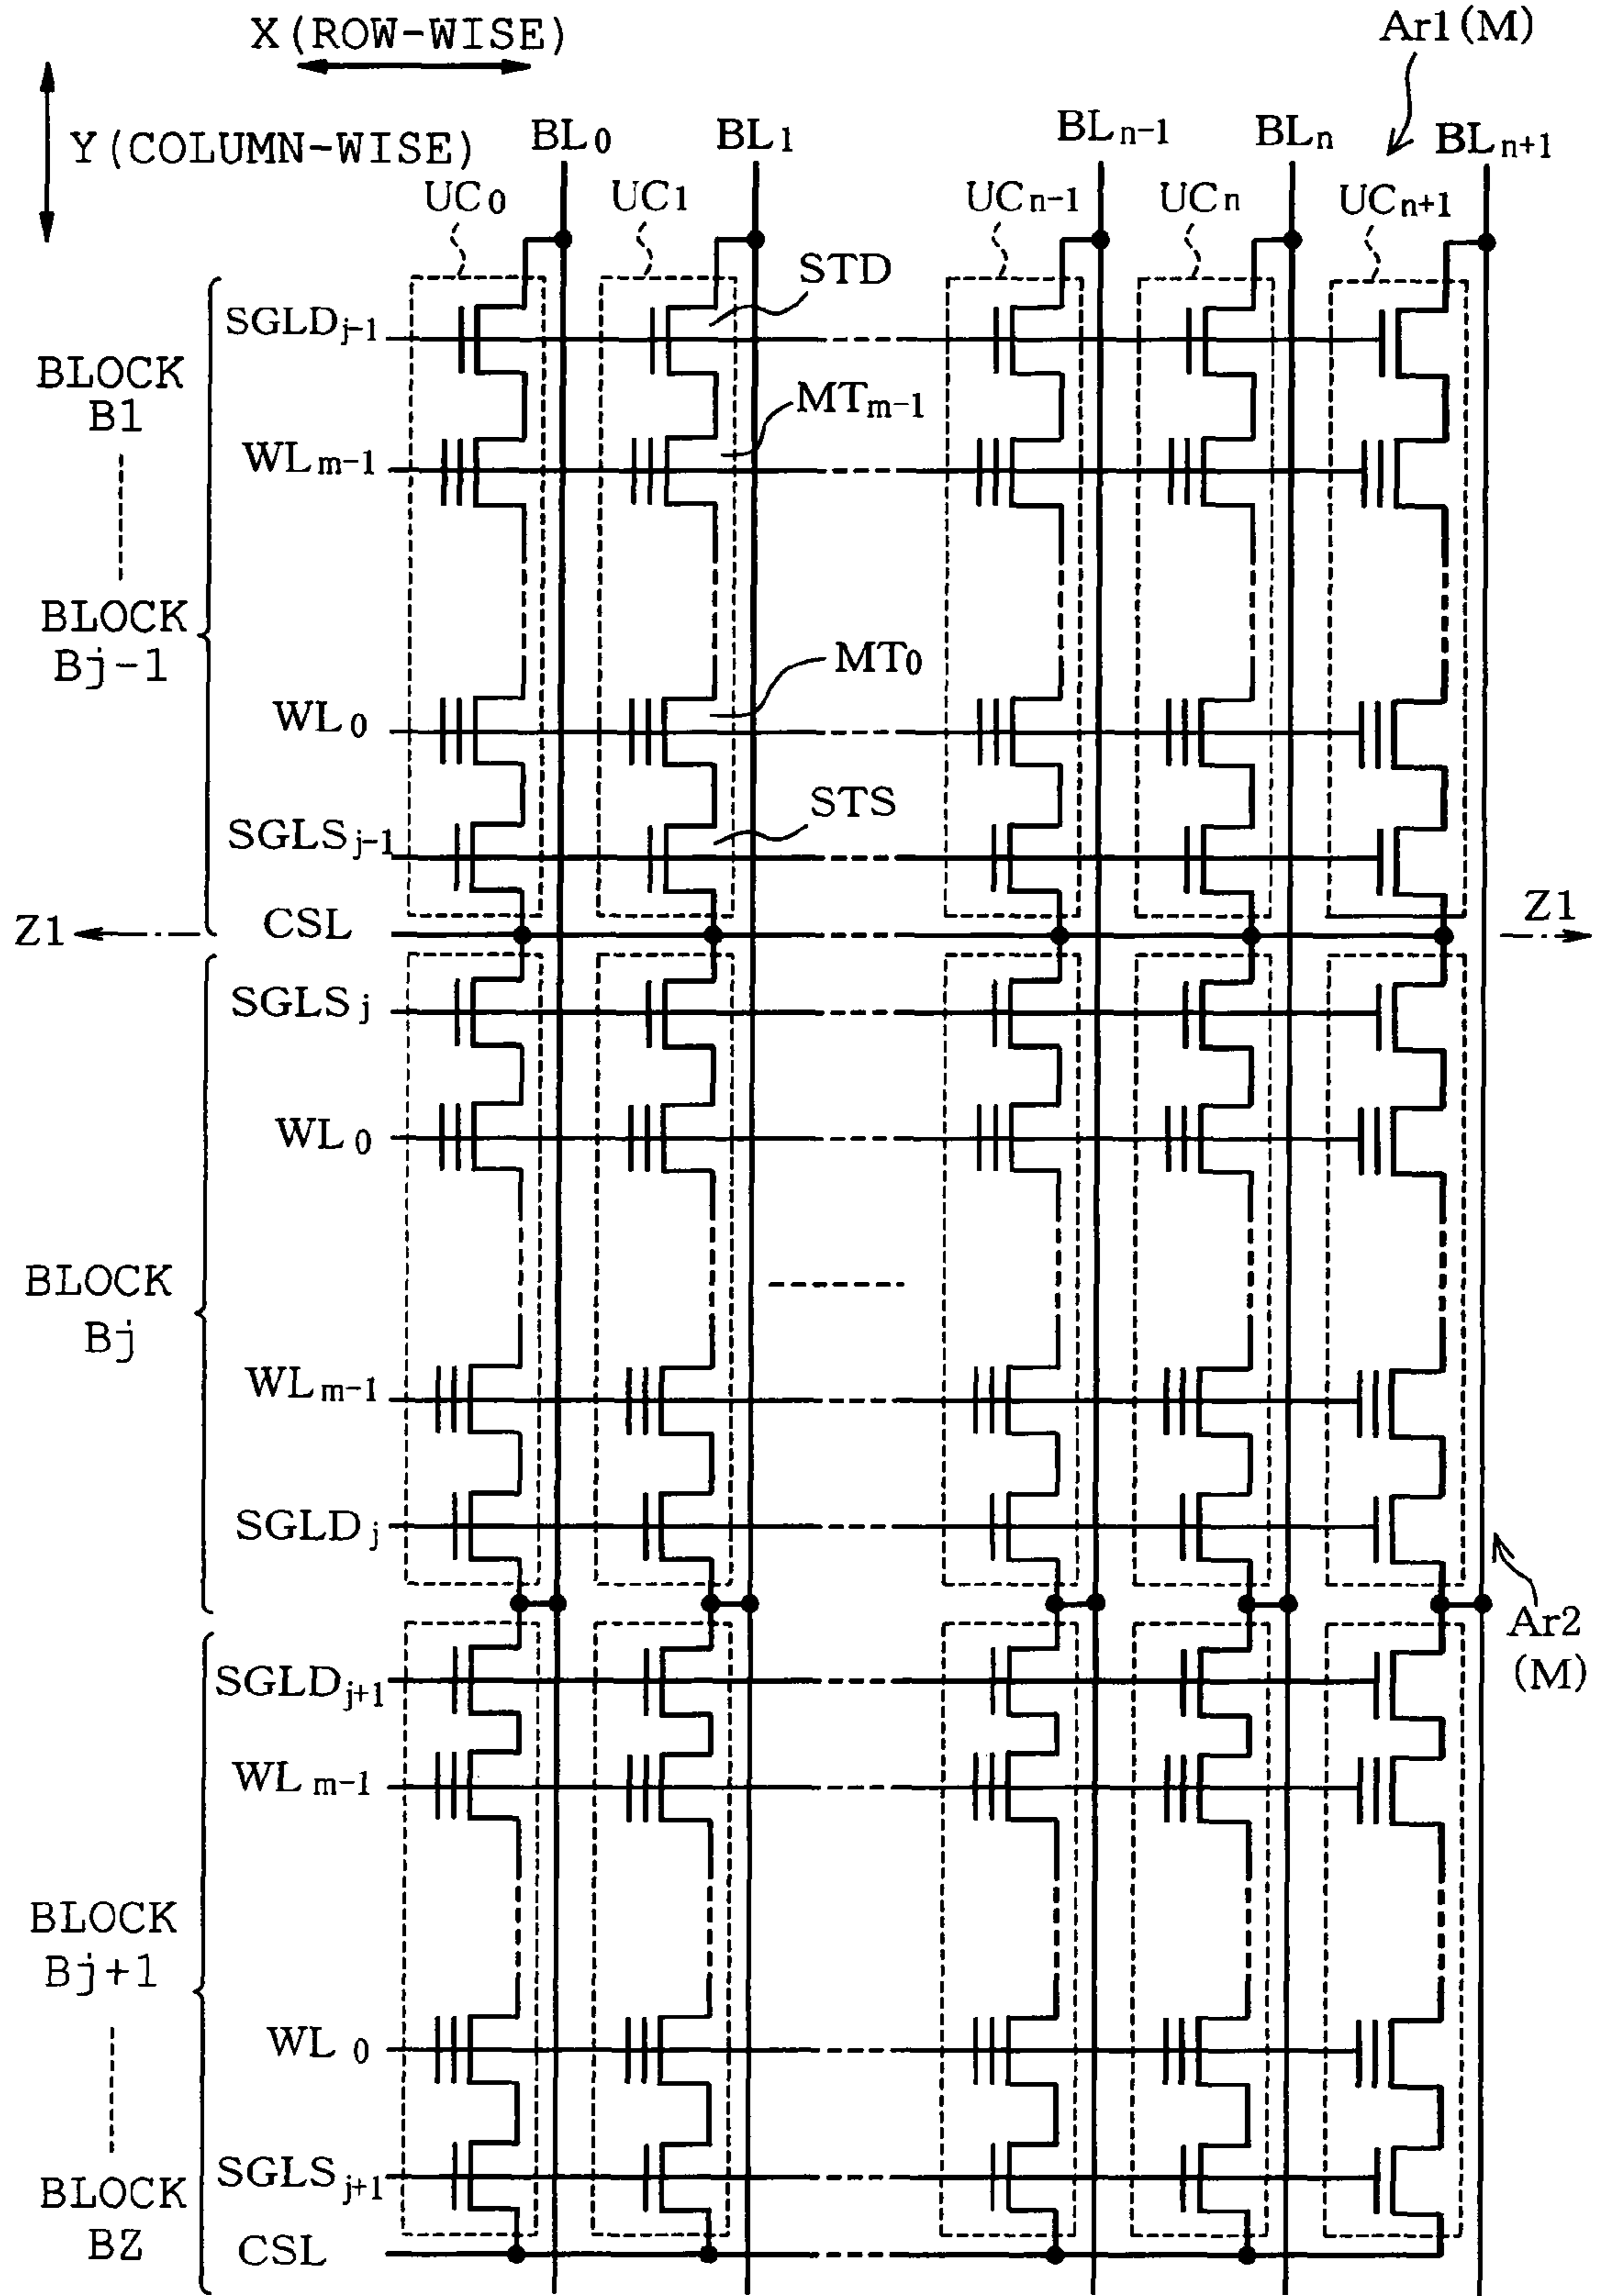 X(ROW-WISE)
Ar1(M)
Y(COLUMN-WISE)
BL0 BL1 BLn-1 BLn BLn+1
UC0 UC1 UCn-1 UCn UCn+1
STD
SGLDj-1
BLOCK
B1
MTm-1
WLm-1
BLOCK
Bj-1
MT0
WL0
STS
SGLSj-1
Z1 CSL Z1
SGLSj
WL0
BLOCK
Bj
WLm-1
SGLDj
Ar2
(M)
SGLDj+1
WLm-1
BLOCK
Bj+1
WL0
SGLSj+1
BLOCK
BZ
CSL